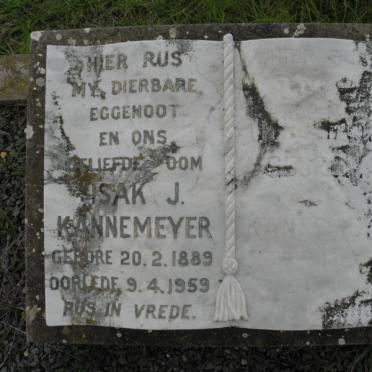 HIER RUS
MY DIERBARE
EGGENOOT
EN ONS
GELIEFDE OOM
ISAK J.
KANNEMEYER
GEBORE 20.2.1889
OORLEDE 9.4.1959
RUS IN VREDE.